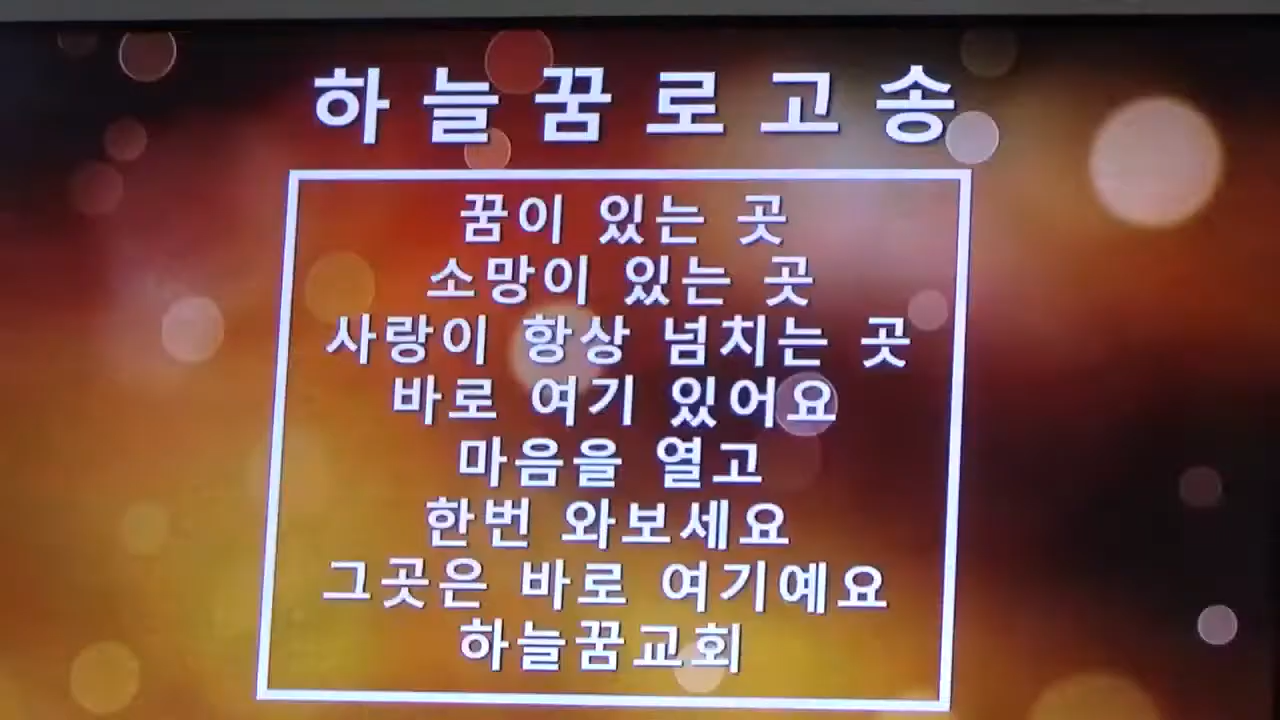 하늘꿈로고송
꿈이 있는 곳
소망이 있는 곳
사랑이 항상 넘치는 곳
바로 여기 있어요
마음을 열고
한번 와보세요
그곳은 바로 여기예요
하늘꿈교회